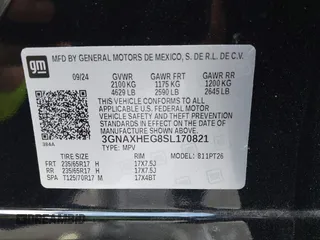 gm
MFD BY GENERAL MOTORS DE MEXICO, S. DE R.L. DE C.V.
09/24 GVWR GAWR FRT GAWR RR
2100 KG 1175 KG 1200 KG
4629 LB 2590 LB 2645 LB
THIS VEHICLE CONFORMS TO ALL APPLICABLE
U.S. FEDERAL MOTOR VEHICLE SAFETY AND
THEFT PREVENTION STANDARDS IN EFFECT
ON THE DATE OF MANUFACTURE SHOWN ABOVE.
3GNAXHEG8SL170821
TYPE: MPV MODEL: 811PT26
TIRE SIZE RIM
FRT 235/65R17 H 17X7.5J
RR 235/65R17 H 17X7.5J
SPA T125/70R17 M 17X4BT